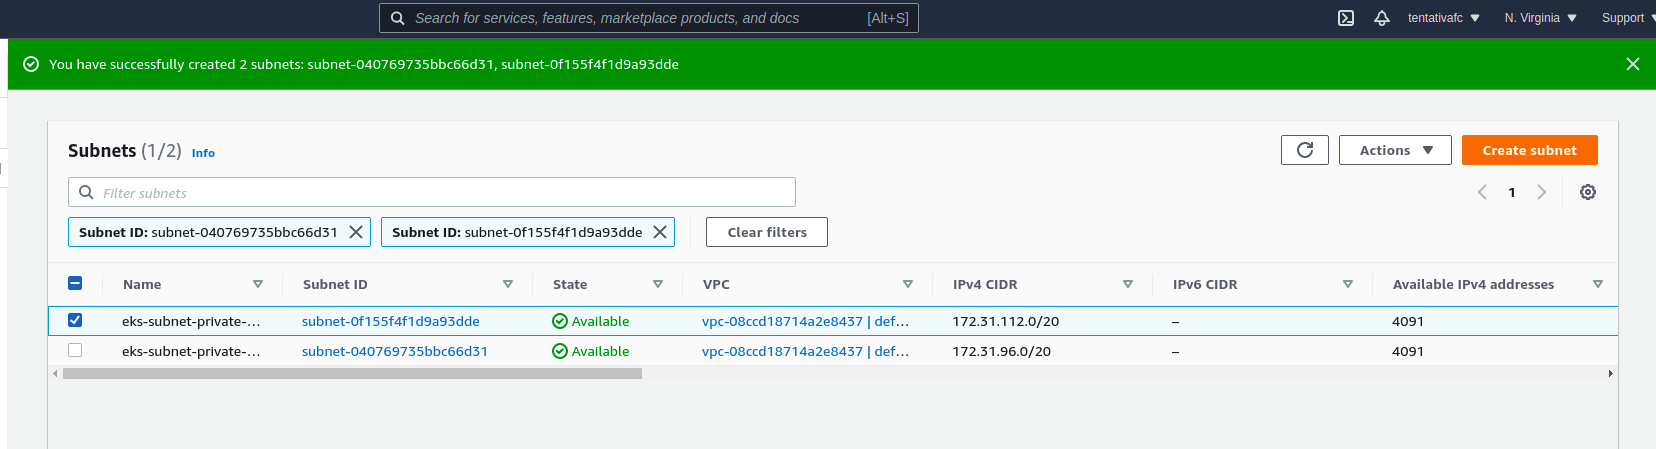 Search for services, features, marketplace products, and docs [Alt+S] tentativafc N. Virginia Support
You have successfully created 2 subnets: subnet-040769735bbc66d31, subnet-0f155f4f1d9a93dde
Subnets (1/2) Info Actions Create subnet
Filter subnets 1
Subnet ID: subnet-040769735bbc66d31 Subnet ID: subnet-0f155f4f1d9a93dde Clear filters
Name Subnet ID State VPC IPv4 CIDR IPv6 CIDR Available IPv4 addresses
eks-subnet-private-... subnet-0f155f4f1d9a93dde Available vpc-08ccd18714a2e8437 | def... 172.31.112.0/20 – 4091
eks-subnet-private-... subnet-040769735bbc66d31 Available vpc-08ccd18714a2e8437 | def... 172.31.96.0/20 – 4091